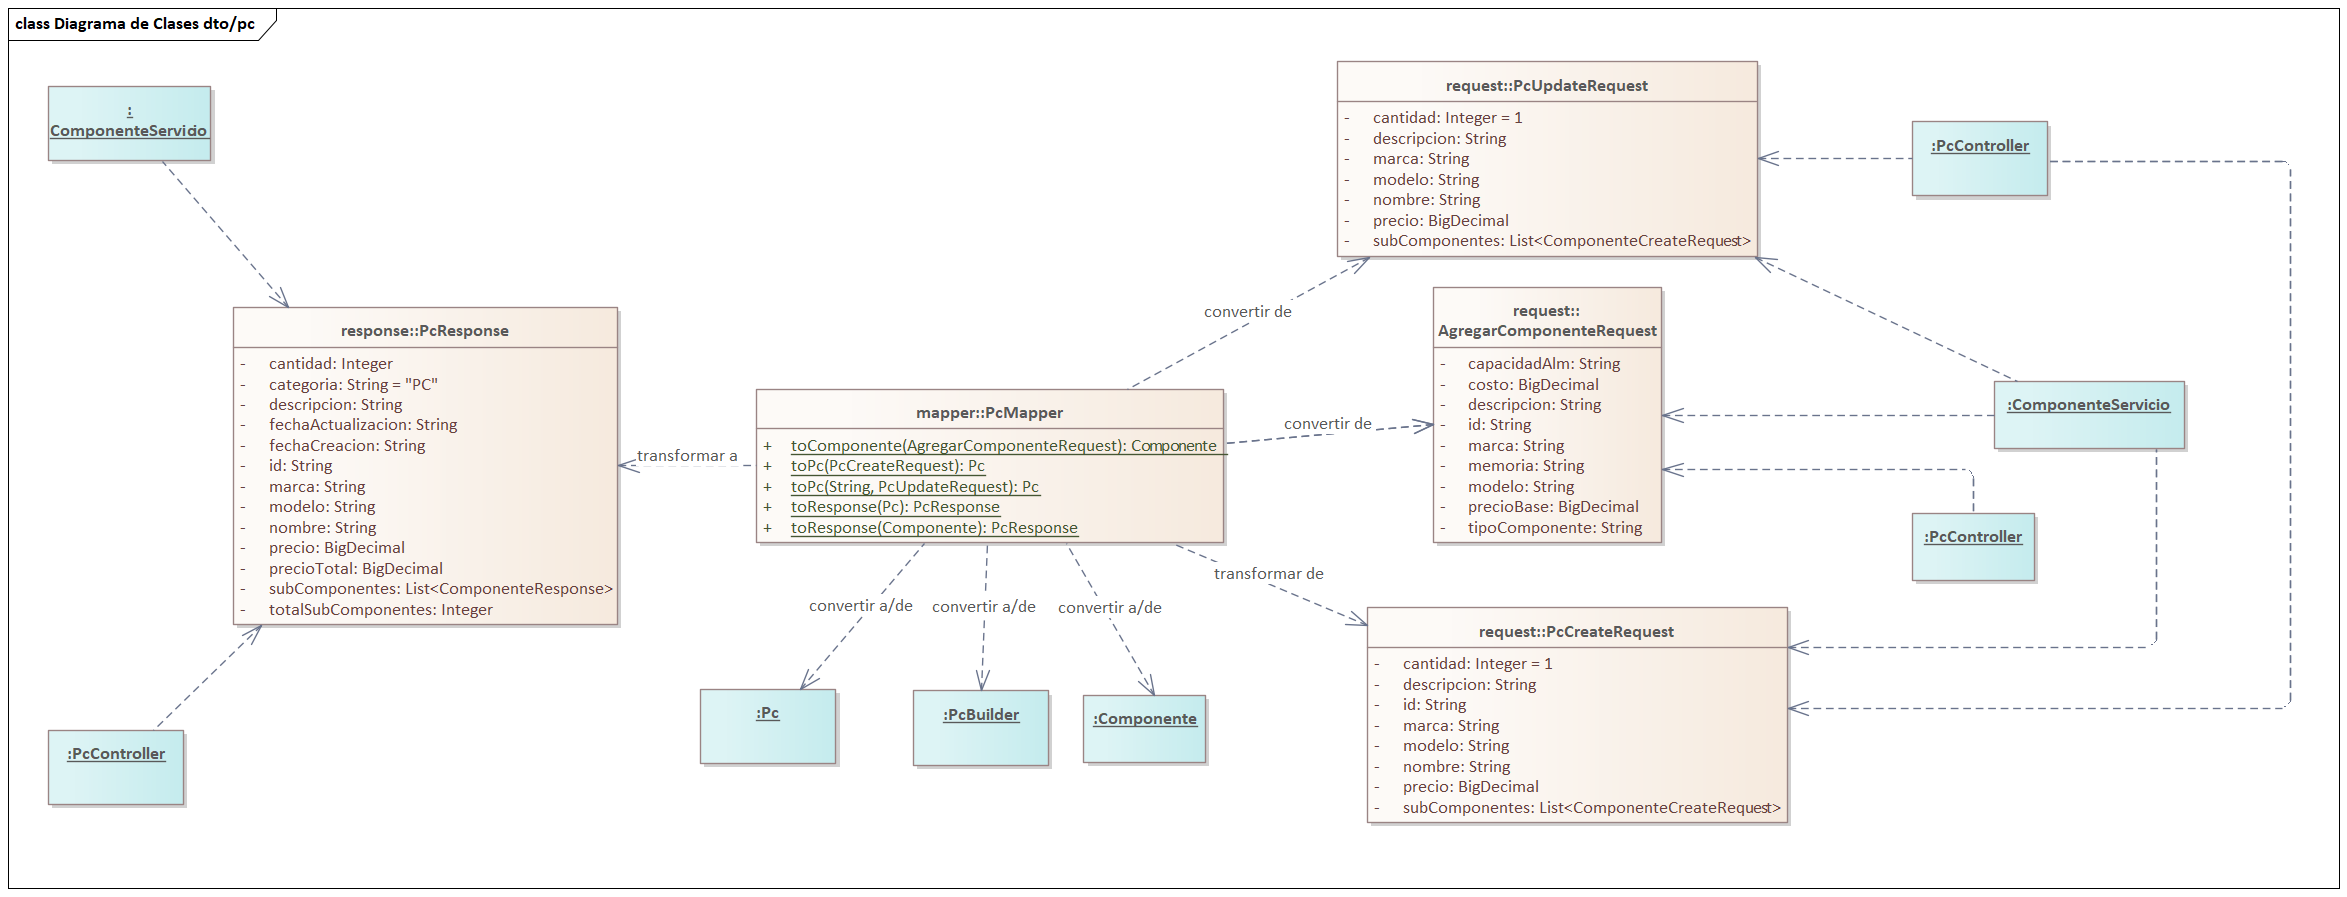 class Diagrama de Clases dto/pc
:
ComponenteServicio
response::PcResponse
- cantidad: Integer
- categoria: String = "PC"
- descripcion: String
- fechaActualizacion: String
- fechaCreacion: String
- id: String
- marca: String
- modelo: String
- nombre: String
- precio: BigDecimal
- precioTotal: BigDecimal
- subComponentes: List<ComponenteResponse>
- totalSubComponentes: Integer
:PcController
transformar a
mapper::PcMapper
+ toComponente(AgregarComponenteRequest): Componente
+ toPc(PcCreateRequest): Pc
+ toPc(String, PcUpdateRequest): Pc
+ toResponse(Pc): PcResponse
+ toResponse(Componente): PcResponse
convertir a/de
convertir a/de
convertir a/de
:Pc
:PcBuilder
:Componente
convertir de
convertir de
transformar de
request::PcUpdateRequest
- cantidad: Integer = 1
- descripcion: String
- marca: String
- modelo: String
- nombre: String
- precio: BigDecimal
- subComponentes: List<ComponenteCreateRequest>
request::
AgregarComponenteRequest
- capacidadAlm: String
- costo: BigDecimal
- descripcion: String
- id: String
- marca: String
- memoria: String
- modelo: String
- precioBase: BigDecimal
- tipoComponente: String
request::PcCreateRequest
- cantidad: Integer = 1
- descripcion: String
- id: String
- marca: String
- modelo: String
- nombre: String
- precio: BigDecimal
- subComponentes: List<ComponenteCreateRequest>
:PcController
:ComponenteServicio
:PcController